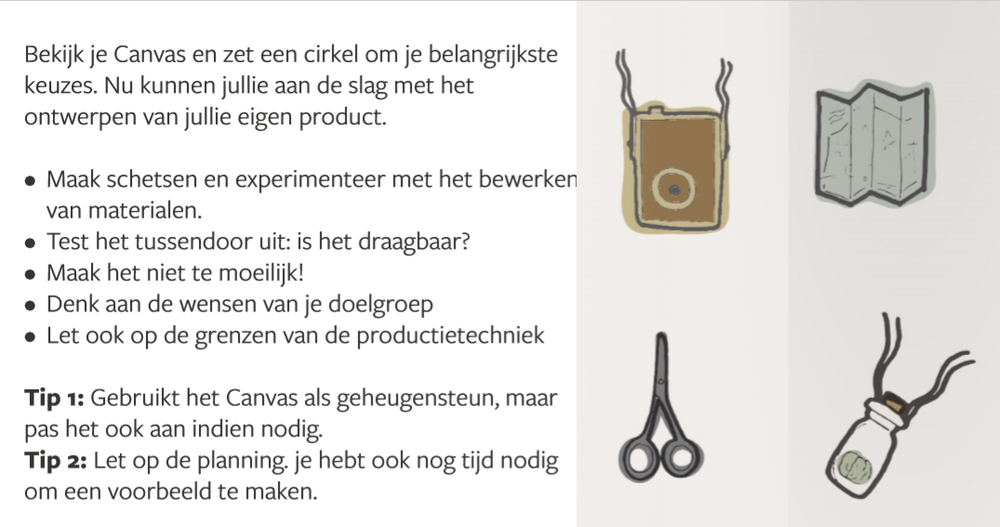 Bekijk je Canvas en zet een cirkel om je belangrijkste
keuzes. Nu kunnen jullie aan de slag met het
ontwerpen van jullie eigen product.
• Maak schetsen en experimenteer met het bewerken
van materialen.
• Test het tussendoor uit: is het draagbaar?
• Maak het niet te moeilijk!
• Denk aan de wensen van je doelgroep
• Let ook op de grenzen van de productietechniek
Tip 1: Gebruikt het Canvas als geheugensteun, maar
pas het ook aan indien nodig.
Tip 2: Let op de planning. je hebt ook nog tijd nodig
om een voorbeeld te maken.